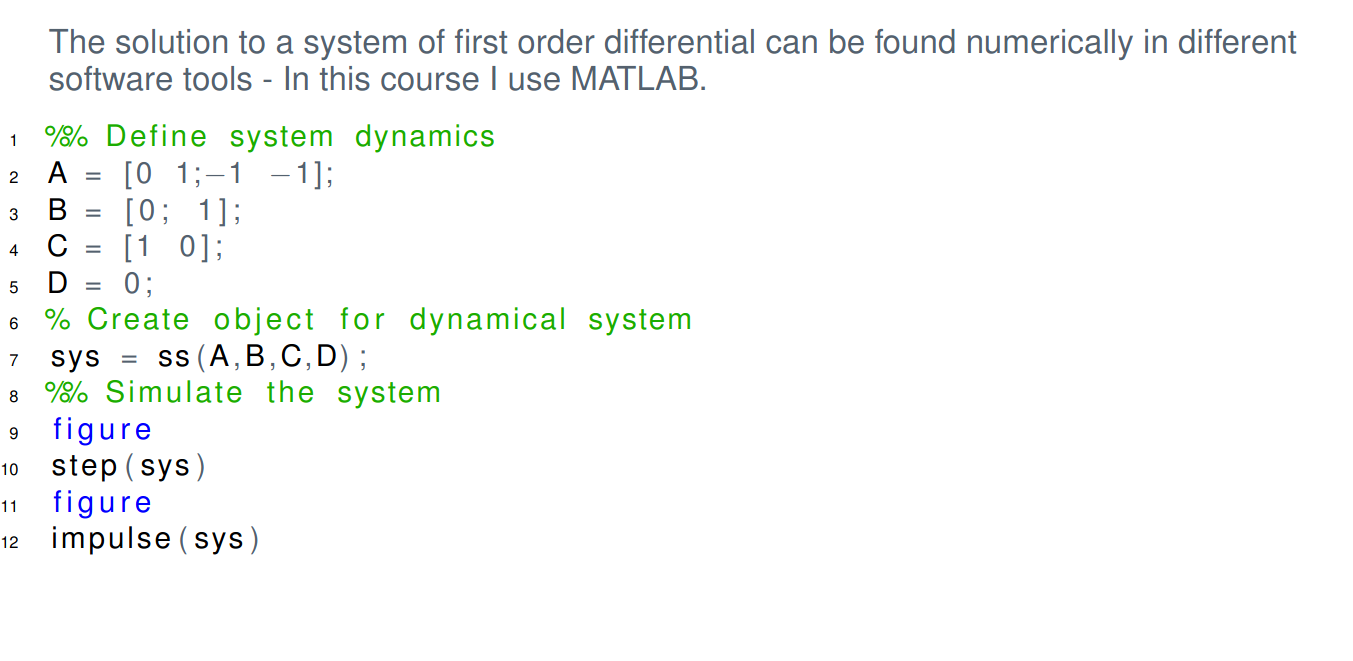 The solution to a system of first order differential can be found numerically in different
software tools - In this course I use MATLAB.
1 %% Define system dynamics
2 A = [0 1;−1 −1];
3 B = [0; 1];
4 C = [1 0];
5 D = 0;
6 % Create object for dynamical system
7 sys = ss(A,B,C,D);
8 %% Simulate the system
9 figure
10 step(sys)
11 figure
12 impulse(sys)